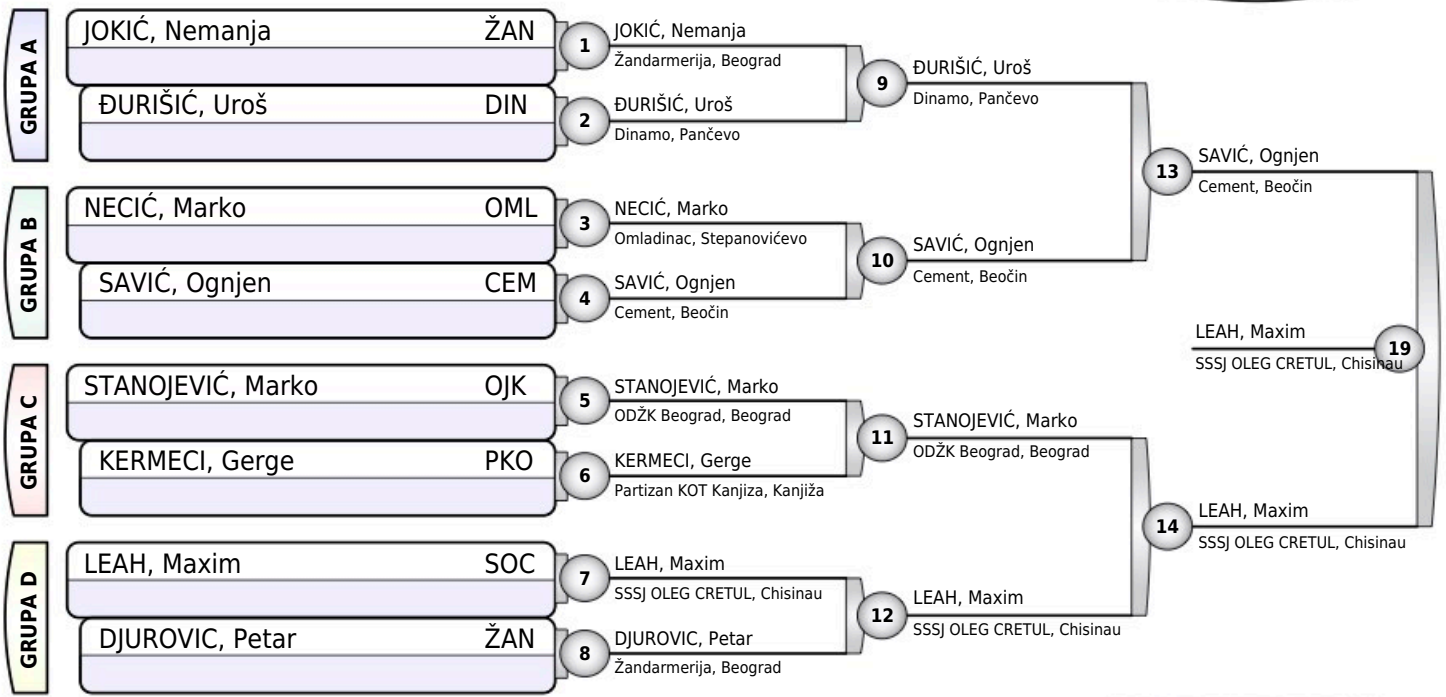 GRUPA A
JOKIĆ, Nemanja ŽAN
ĐURIŠIĆ, Uroš DIN
1
JOKIĆ, Nemanja
Žandarmerija, Beograd
2
ĐURIŠIĆ, Uroš
Dinamo, Pančevo
9
ĐURIŠIĆ, Uroš
Dinamo, Pančevo
GRUPA B
NECIĆ, Marko OML
SAVIĆ, Ognjen CEM
3
NECIĆ, Marko
Omladinac, Stepanovićevo
4
SAVIĆ, Ognjen
Cement, Beočin
10
SAVIĆ, Ognjen
Cement, Beočin
13
SAVIĆ, Ognjen
Cement, Beočin
GRUPA C
STANOJEVIĆ, Marko OJK
KERMECI, Gerge PKO
5
STANOJEVIĆ, Marko
ODŽK Beograd, Beograd
6
KERMECI, Gerge
Partizan KOT Kanjiza, Kanjiža
11
STANOJEVIĆ, Marko
ODŽK Beograd, Beograd
GRUPA D
LEAH, Maxim SOC
DJUROVIC, Petar ŽAN
7
LEAH, Maxim
SSSJ OLEG CRETUL, Chisinau
8
DJUROVIC, Petar
Žandarmerija, Beograd
12
LEAH, Maxim
SSSJ OLEG CRETUL, Chisinau
14
LEAH, Maxim
SSSJ OLEG CRETUL, Chisinau
LEAH, Maxim
SSSJ OLEG CRETUL, Chisinau
19